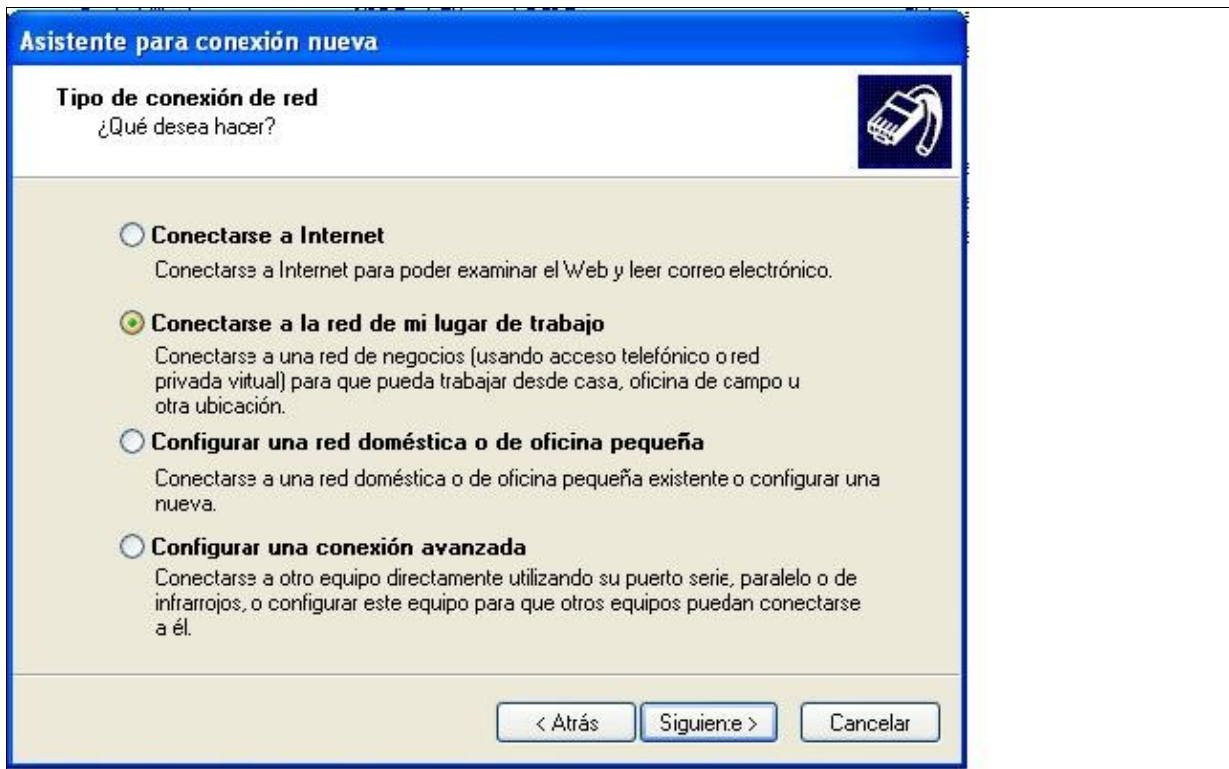 Asistente para conexión nueva
Tipo de conexión de red
¿Qué desea hacer?
Conectarse a Internet
Conectarse a Internet para poder examinar el Web y leer correo electrónico.
Conectarse a la red de mi lugar de trabajo
Conectarse a una red de negocios (usando acceso telefónico o red
privada virtual) para que pueda trabajar desde casa, oficina de campo u
otra ubicación.
Configurar una red doméstica o de oficina pequeña
Conectarse a una red doméstica o de oficina pequeña existente o configurar una
nueva.
Configurar una conexión avanzada
Conectarse a otro equipo directamente utilizando su puerto serie, paralelo o de
infrarrojos, o configurar este equipo para que otros equipos puedan conectarse
a él.
< Atrás Siguiente > Cancelar